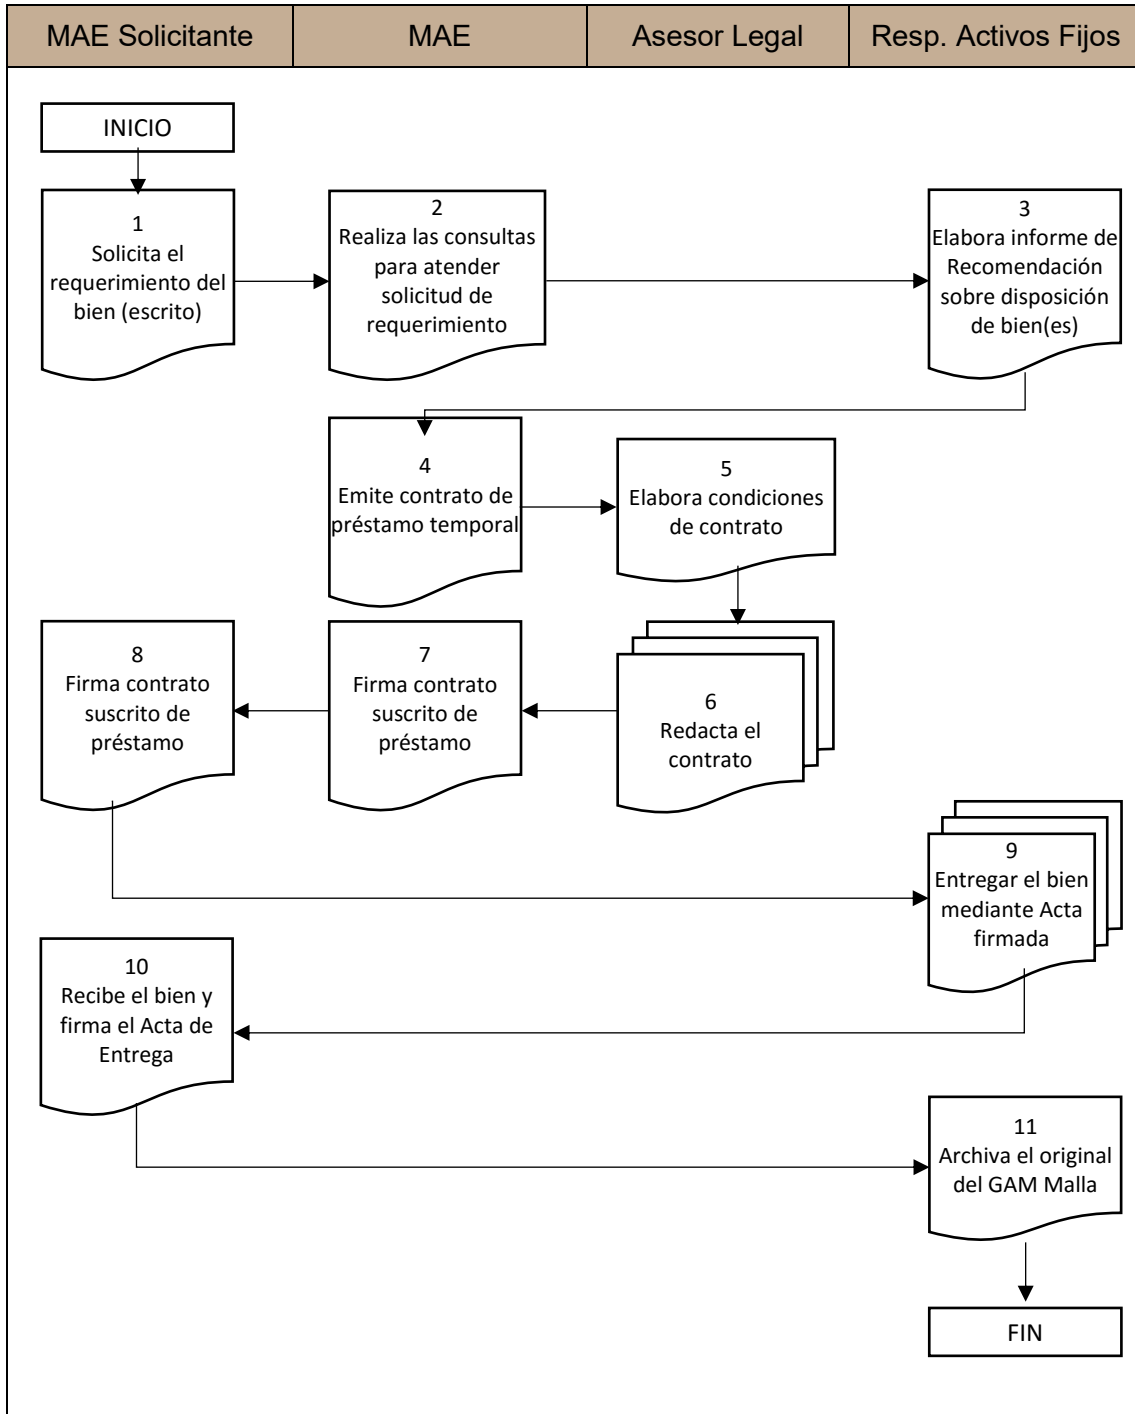 MAE Solicitante
MAE
Asesor Legal
Resp. Activos Fijos
INICIO
1
Solicita el
requerimiento del
bien (escrito)
2
Realiza las consultas
para atender
solicitud de
requerimiento
3
Elabora informe de
Recomendación
sobre disposición
de bien(es)
4
Emite contrato de
préstamo temporal
5
Elabora condiciones
de contrato
6
Redacta el
contrato
7
Firma contrato
suscrito de
préstamo
8
Firma contrato
suscrito de
préstamo
9
Entregar el bien
mediante Acta
firmada
10
Recibe el bien y
firma el Acta de
Entrega
11
Archiva el original
del GAM Malla
FIN